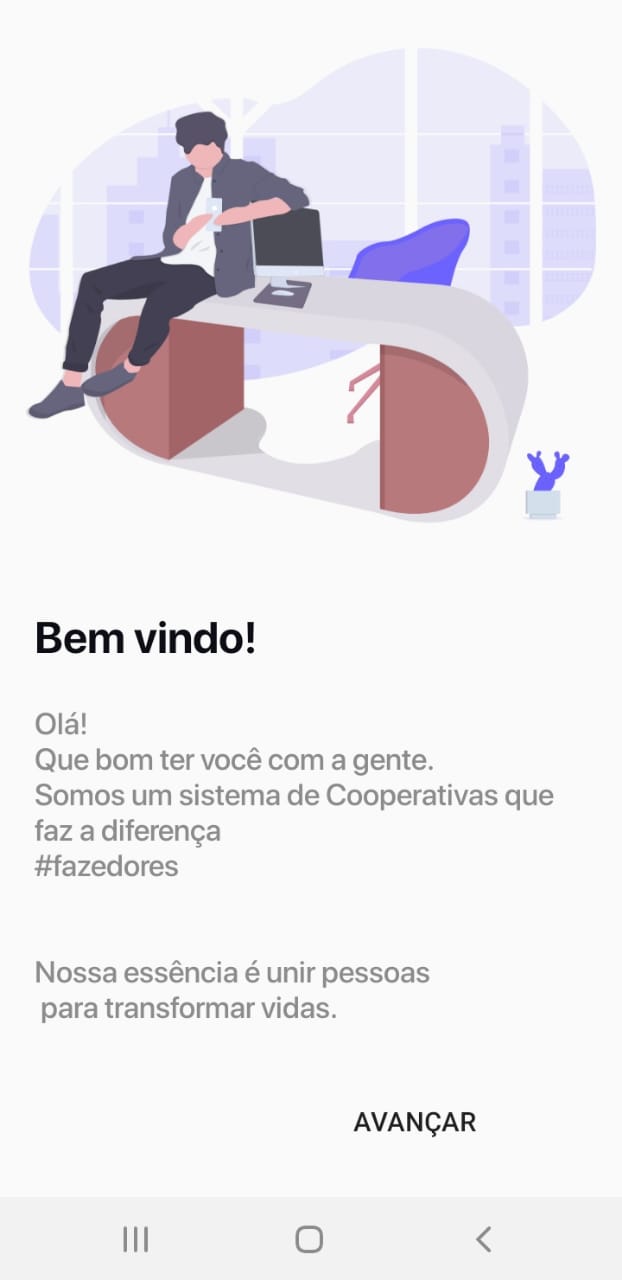 Bem vindo!
Olá!
Que bom ter você com a gente.
Somos um sistema de Cooperativas que
faz a diferença
#fazedores
Nossa essência é unir pessoas
para transformar vidas.
AVANÇAR